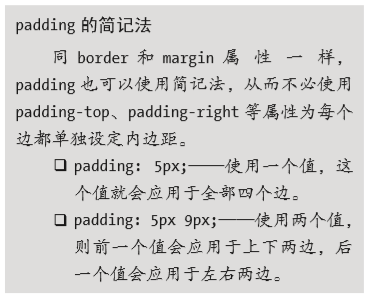 padding 的简记法
同 border 和 margin 属 性 一 样，
padding 也可以使用简记法，从而不必使用
padding-top、padding-right 等属性为每个
边都单独设定内边距。
❏ padding: 5px;——使用一个值，这
个值就会应用于全部四个边。
❏ padding: 5px 9px;——使用两个值，
则前一个值会应用于上下两边，后
一个值会应用于左右两边。